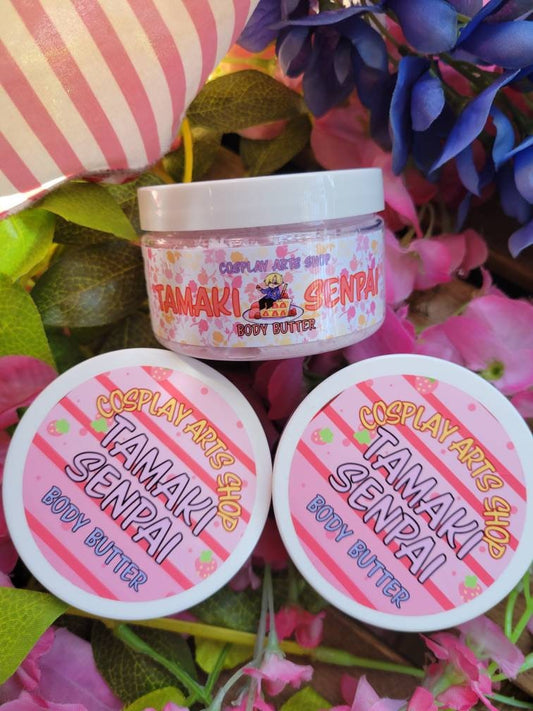 COSPLAY ARTS SHOP
TAMAKI SENPAI
BODY BUTTER
COSPLAY ARTS SHOP
TAMAKI
SENPAI
BODY BUTTER
COSPLAY ARTS SHOP
TAMAKI
SENPAI
BODY BUTTER